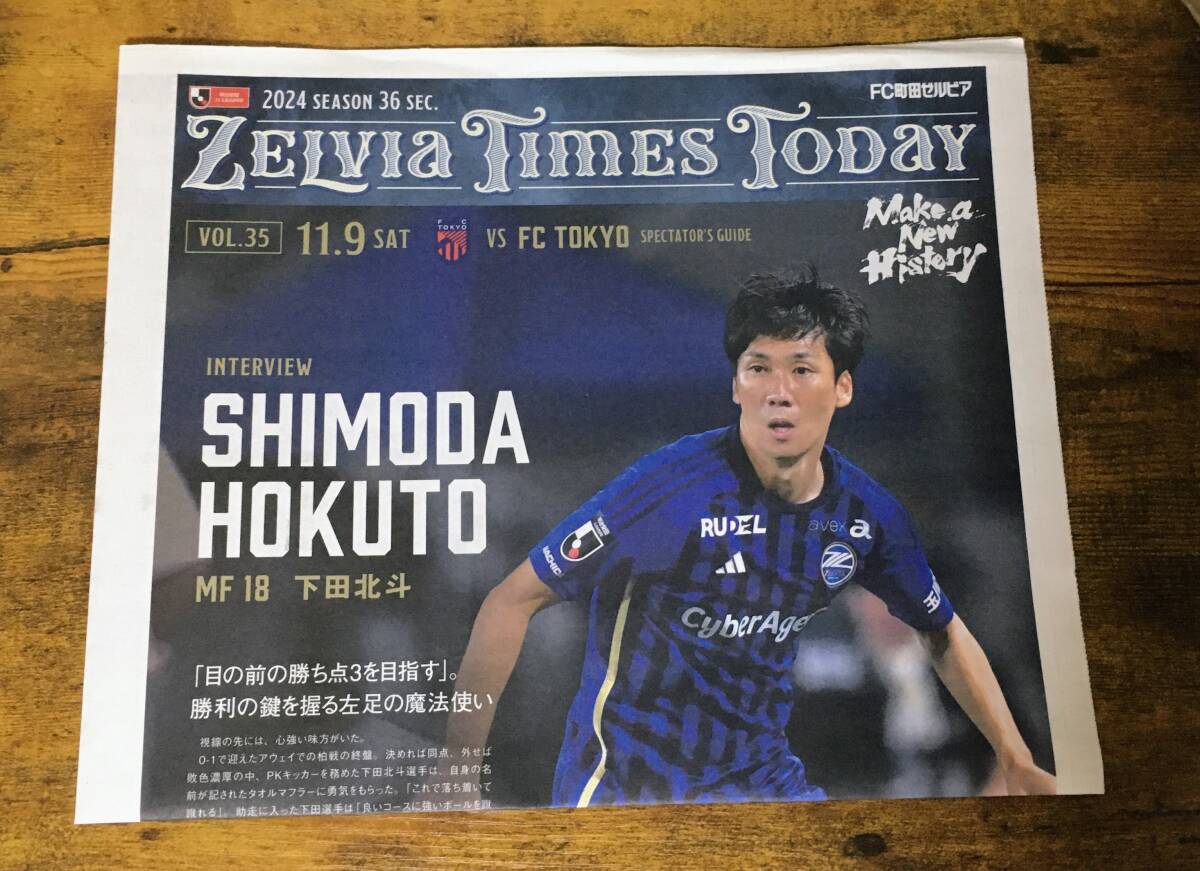 2024 SEASON 36 SEC.
FC町田ゼルビア
ZELVIA TIMES TODAY
VOL.35
11.9 SAT
FC TOKYO
VS FC TOKYO SPECTATOR'S GUIDE
Make a
New
History
INTERVIEW
SHIMODA
HOKUTO
MF 18 下田北斗
RUDEL
avex a
CyberAge
「目の前の勝ち点3を目指す」。
勝利の鍵を握る左足の魔法使い
視線の先には、心強い味方がいた。
0-1で迎えたアウェイでの柏戦の終盤。決めれば同点、外せば
敗色濃厚の中、PKキッカーを務めた下田北斗選手は、自身の名
前が記されたタオルマフラーに勇気をもらった。「これで落ち着いて
蹴れる」。助走に入った下田選手は「良いコースに強いボールを蹴